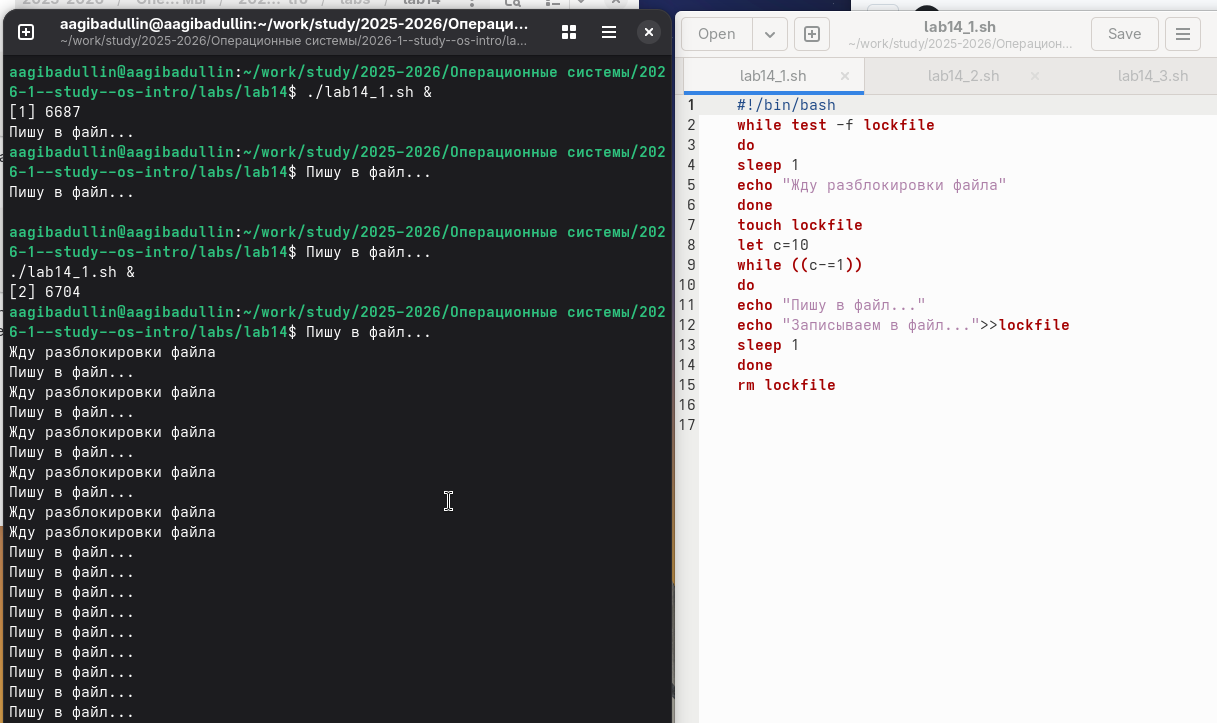 aagibadullin@aagibadullin:~/work/study/2025-2026/Операци...
~/work/study/2025-2026/Операционные системы/2026-1--study--os-intro/la...
aagibadullin@aagibadullin:~/work/study/2025-2026/Операционные системы/202
6-1--study--os-intro/labs/lab14$ ./lab14_1.sh &
[1] 6687
Пишу в файл...
aagibadullin@aagibadullin:~/work/study/2025-2026/Операционные системы/202
6-1--study--os-intro/labs/lab14$ Пишу в файл...
Пишу в файл...
aagibadullin@aagibadullin:~/work/study/2025-2026/Операционные системы/202
6-1--study--os-intro/labs/lab14$ Пишу в файл...
./lab14_1.sh &
[2] 6704
aagibadullin@aagibadullin:~/work/study/2025-2026/Операционные системы/202
6-1--study--os-intro/labs/lab14$ Пишу в файл...
Жду разблокировки файла
Пишу в файл...
Жду разблокировки файла
Пишу в файл...
Жду разблокировки файла
Пишу в файл...
Жду разблокировки файла
Пишу в файл...
Жду разблокировки файла
Жду разблокировки файла
Пишу в файл...
Пишу в файл...
Пишу в файл...
Пишу в файл...
Пишу в файл...
Пишу в файл...
Пишу в файл...
Пишу в файл...
Пишу в файл...
Open
lab14_1.sh
~/work/study/2025-2026/Операцион...
Save
lab14_1.sh
lab14_2.sh
lab14_3.sh
1 #!/bin/bash
2 while test -f lockfile
3 do
4 sleep 1
5 echo "Жду разблокировки файла"
6 done
7 touch lockfile
8 let c=10
9 while ((c-=1))
10 do
11 echo "Пишу в файл..."
12 echo "Записываем в файл...">>lockfile
13 sleep 1
14 done
15 rm lockfile
16
17